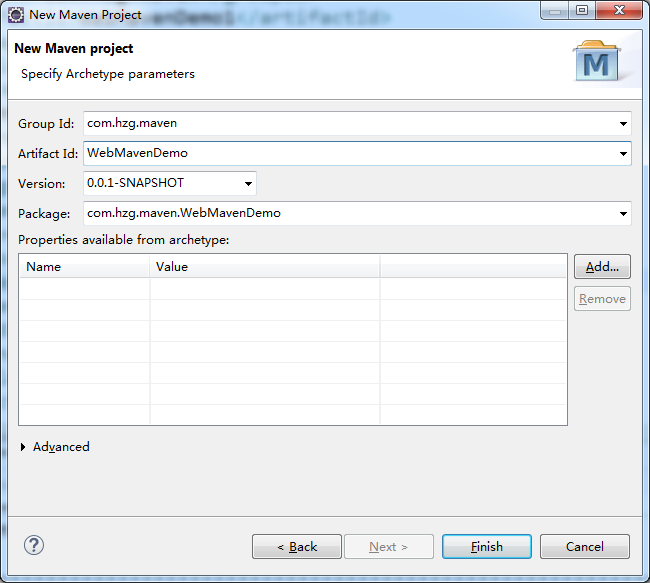 avenDemo1</artifactId>
New Maven Project
New Maven project
Specify Archetype parameters
M
Group Id: com.hzg.maven
Artifact Id: WebMavenDemo
Version: 0.0.1-SNAPSHOT
Package: com.hzg.maven.WebMavenDemo
Properties available from archetype:
Name Value
Add...
Remove
Advanced
? < Back Next > Finish Cancel